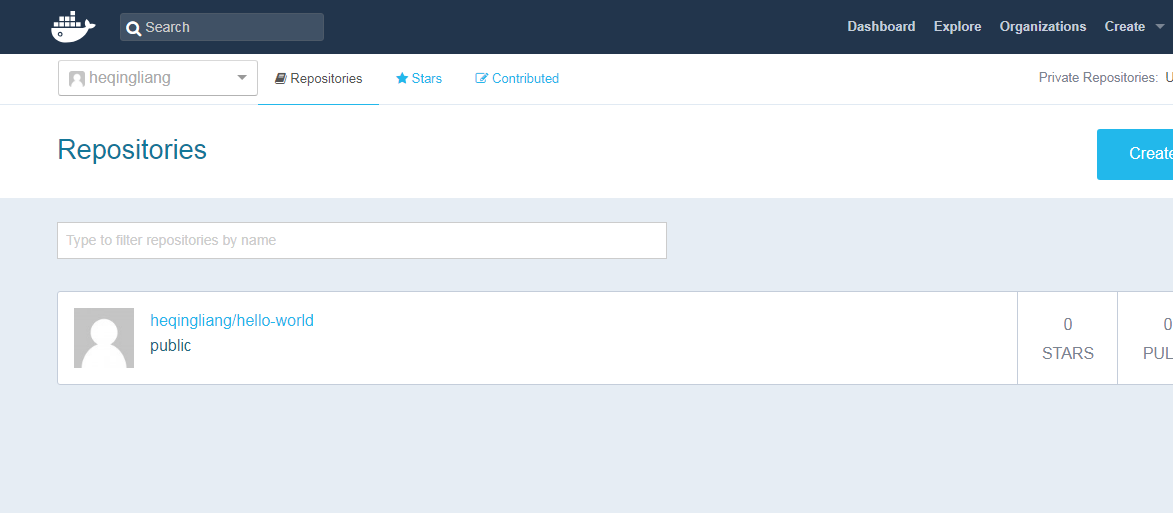 Search Dashboard Explore Organizations Create
heqingliang Repositories Stars Contributed Private Repositories:
Repositories
Create
Type to filter repositories by name
heqingliang/hello-world
public
0
STARS
0
PUL